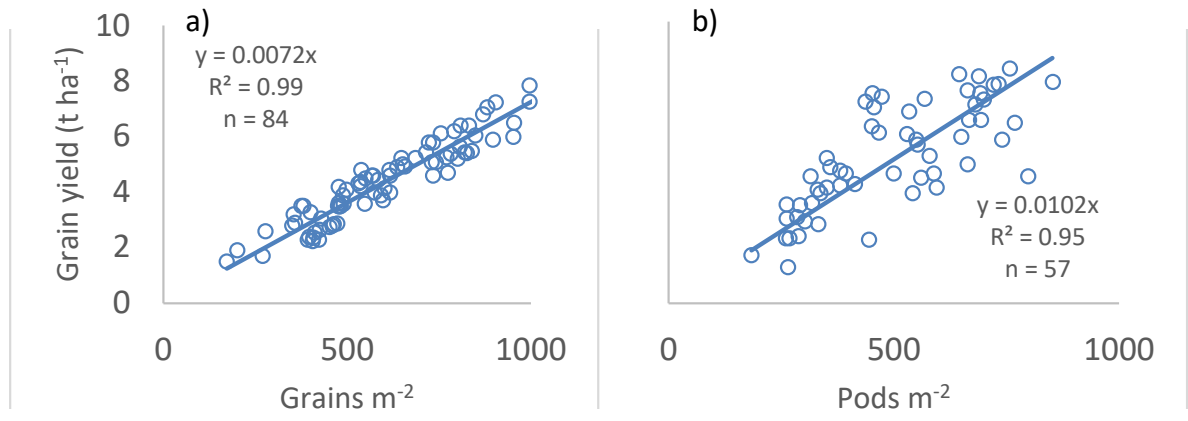 a)
y = 0.0072x
R² = 0.99
n = 84
Grain yield (t ha⁻¹)
10
8
6
4
2
0
0 500 1000
Grains m⁻²
b)
y = 0.0102x
R² = 0.95
n = 57
0 500 1000
Pods m⁻²